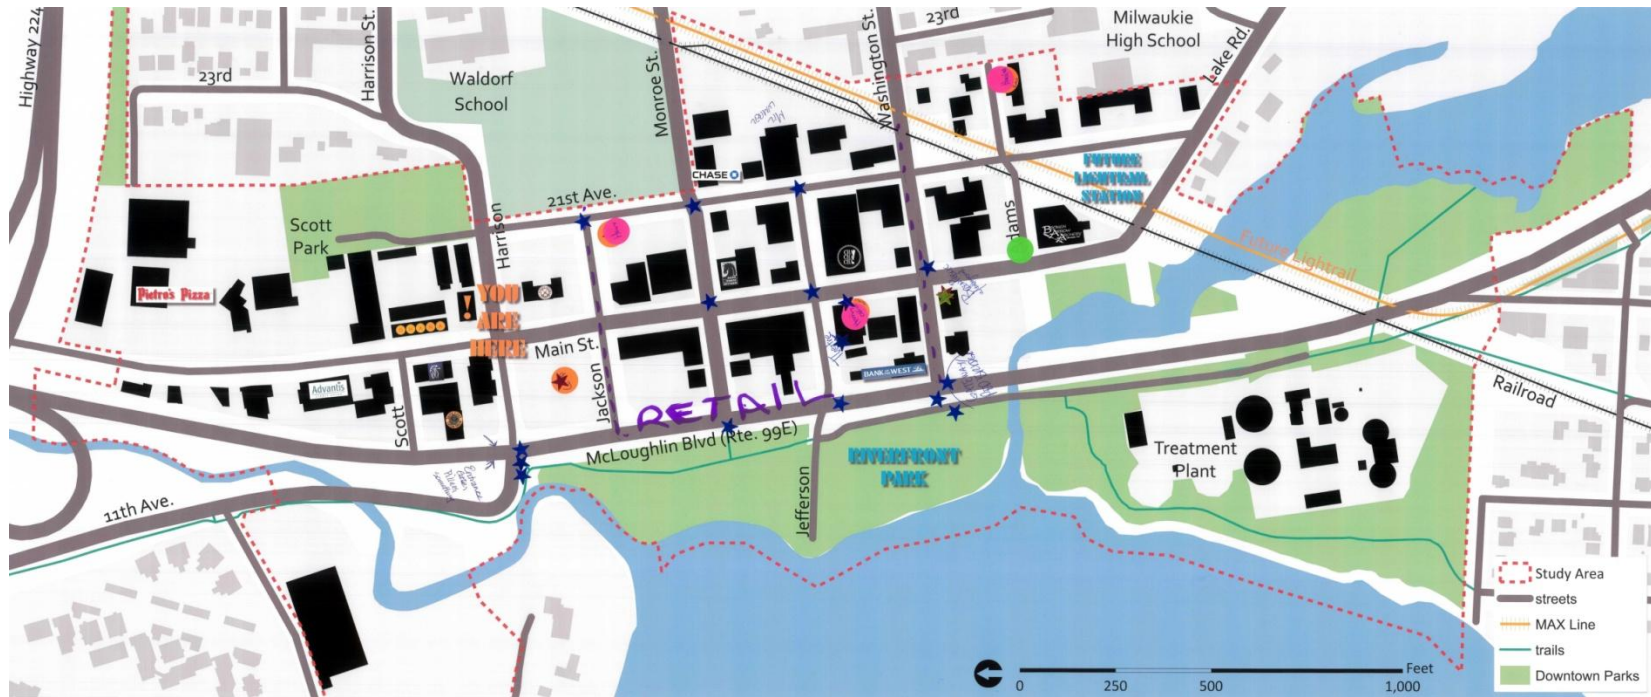 Highway 224
23rd
Harrison St.
Waldorf
School
Monroe St.
Washington St.
23rd
Milwaukie
High School
Lake Rd.
CHASE
21st Ave.
Scott
Park
Harrison
FUTURE
LIGHTRAIL
STATION
Future Lightrail
Pietro's Pizza
! YOU
ARE
HERE
Main St.
Advantis
Scott
Jackson
RETAIL
BANK OF THE WEST
McLoughlin Blvd (Rte. 99E)
Railroad
11th Ave.
Jefferson
RIVERFRONT
PARK
Treatment
Plant
Study Area
streets
MAX Line
trails
Downtown Parks
Feet
0 250 500 1,000